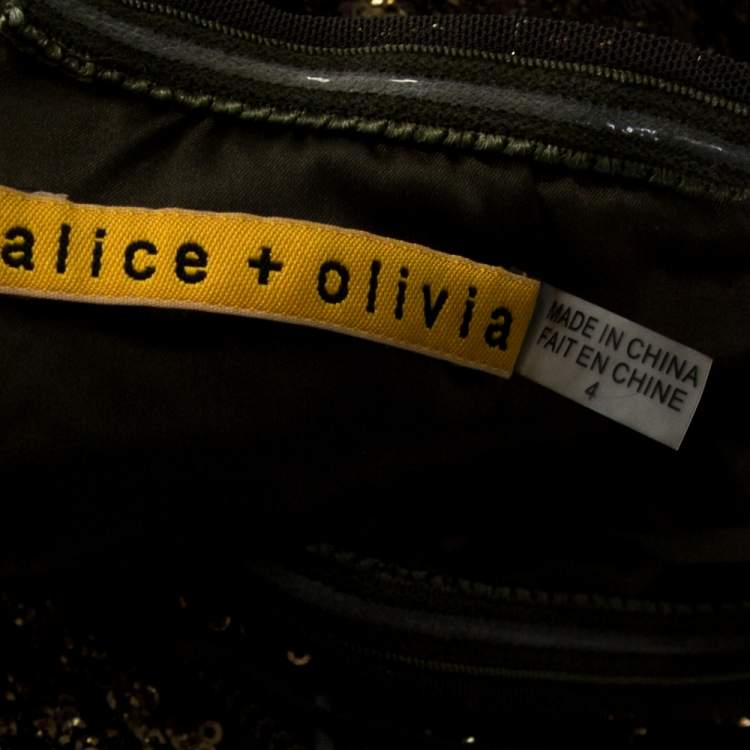 alice + olivia
MADE IN CHINA
FAIT EN CHINE
4